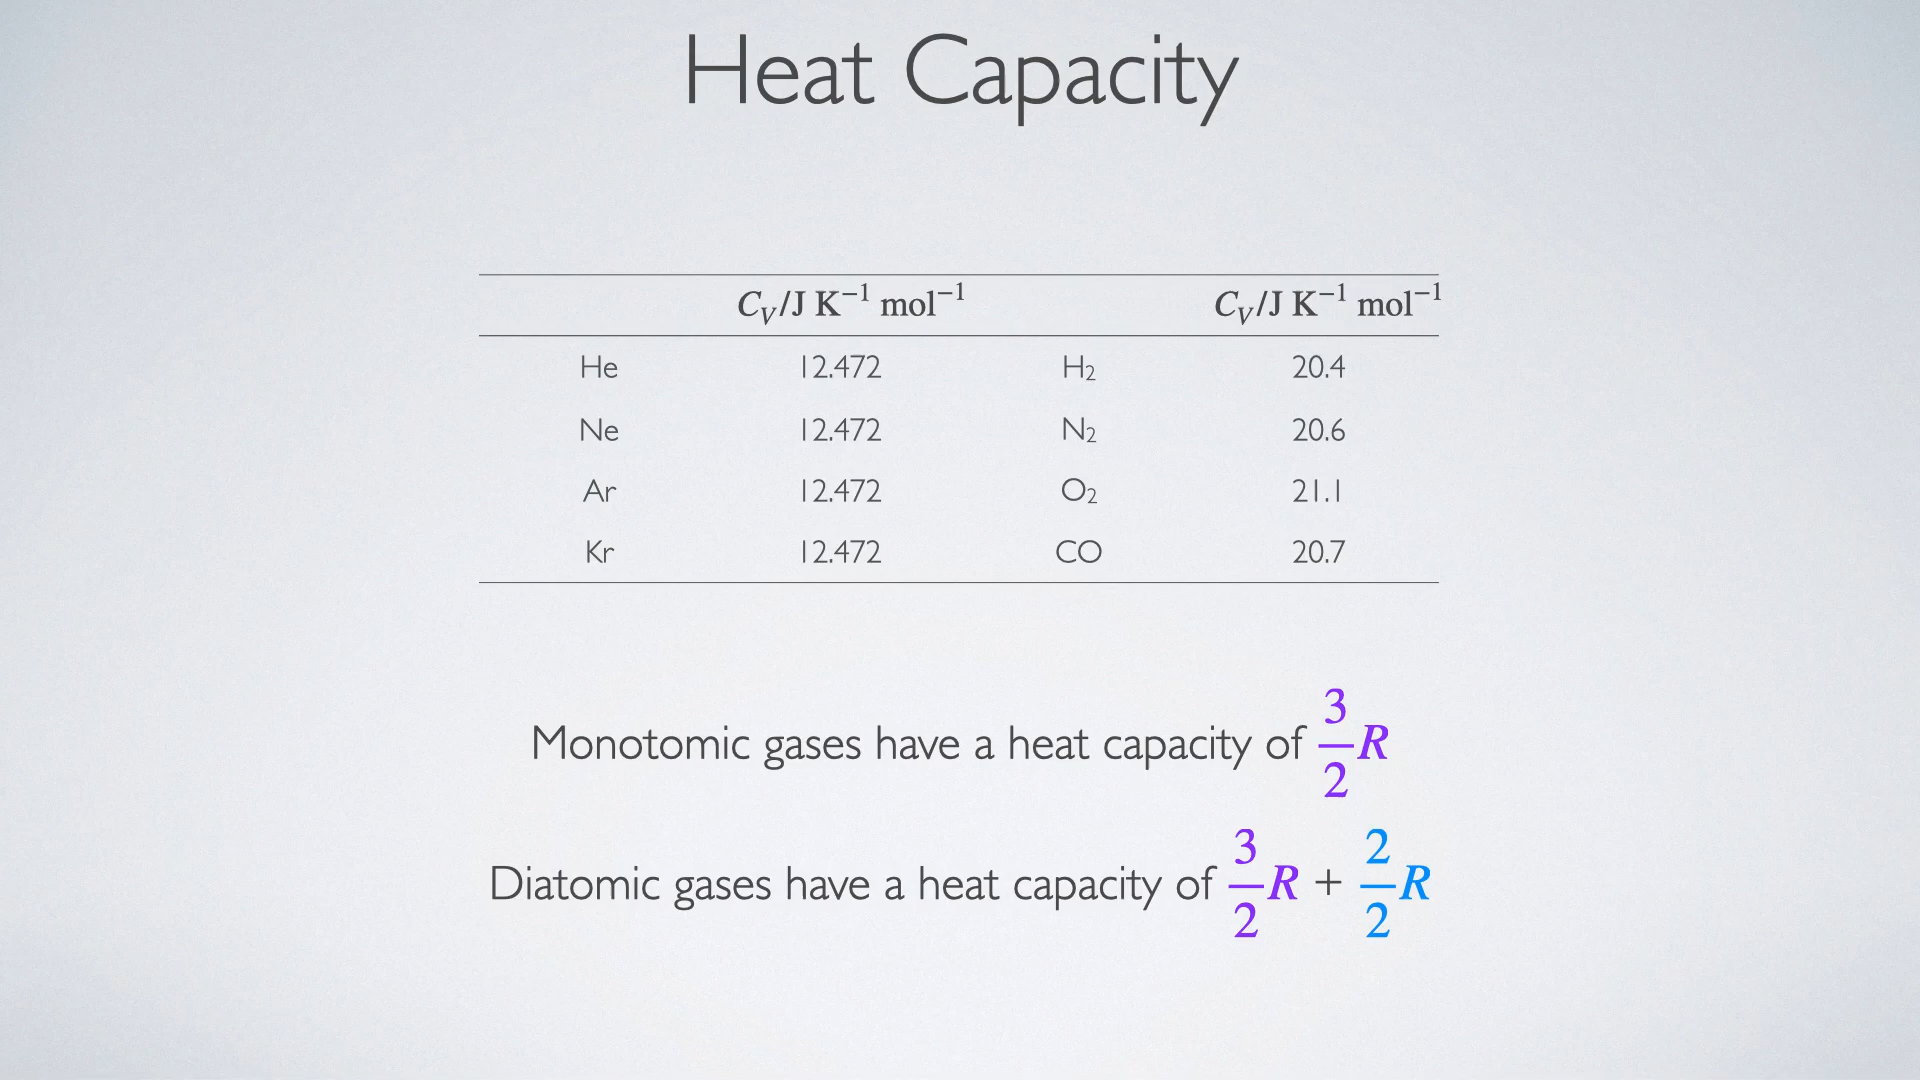 Heat Capacity
C_V/J K⁻¹ mol⁻¹ C_V/J K⁻¹ mol⁻¹
He 12.472 H₂ 20.4
Ne 12.472 N₂ 20.6
Ar 12.472 O₂ 21.1
Kr 12.472 CO 20.7
Monotomic gases have a heat capacity of 3/2 R
Diatomic gases have a heat capacity of 3/2 R + 2/2 R